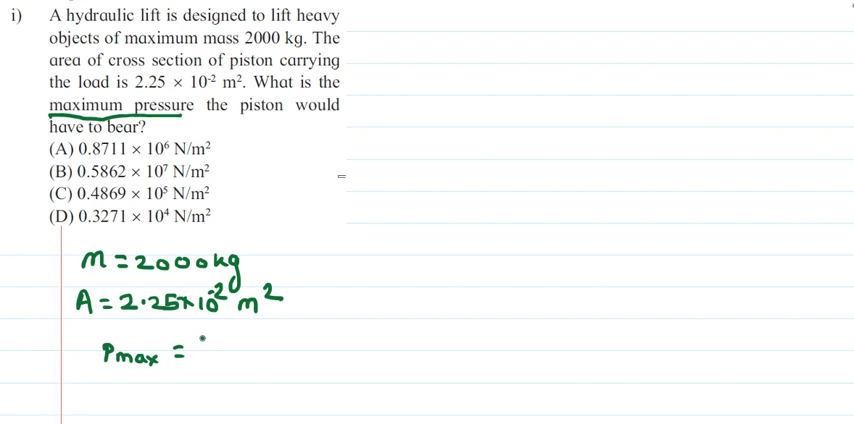 i) A hydraulic lift is designed to lift heavy
objects of maximum mass 2000 kg. The
area of cross section of piston carrying
the load is 2.25 × 10⁻² m². What is the
maximum pressure the piston would
have to bear?
(A) 0.8711 × 10⁶ N/m²
(B) 0.5862 × 10⁷ N/m²
(C) 0.4869 × 10⁵ N/m²
(D) 0.3271 × 10⁴ N/m²
m = 2000kg
A = 2.25×10⁻² m²
Pmax =